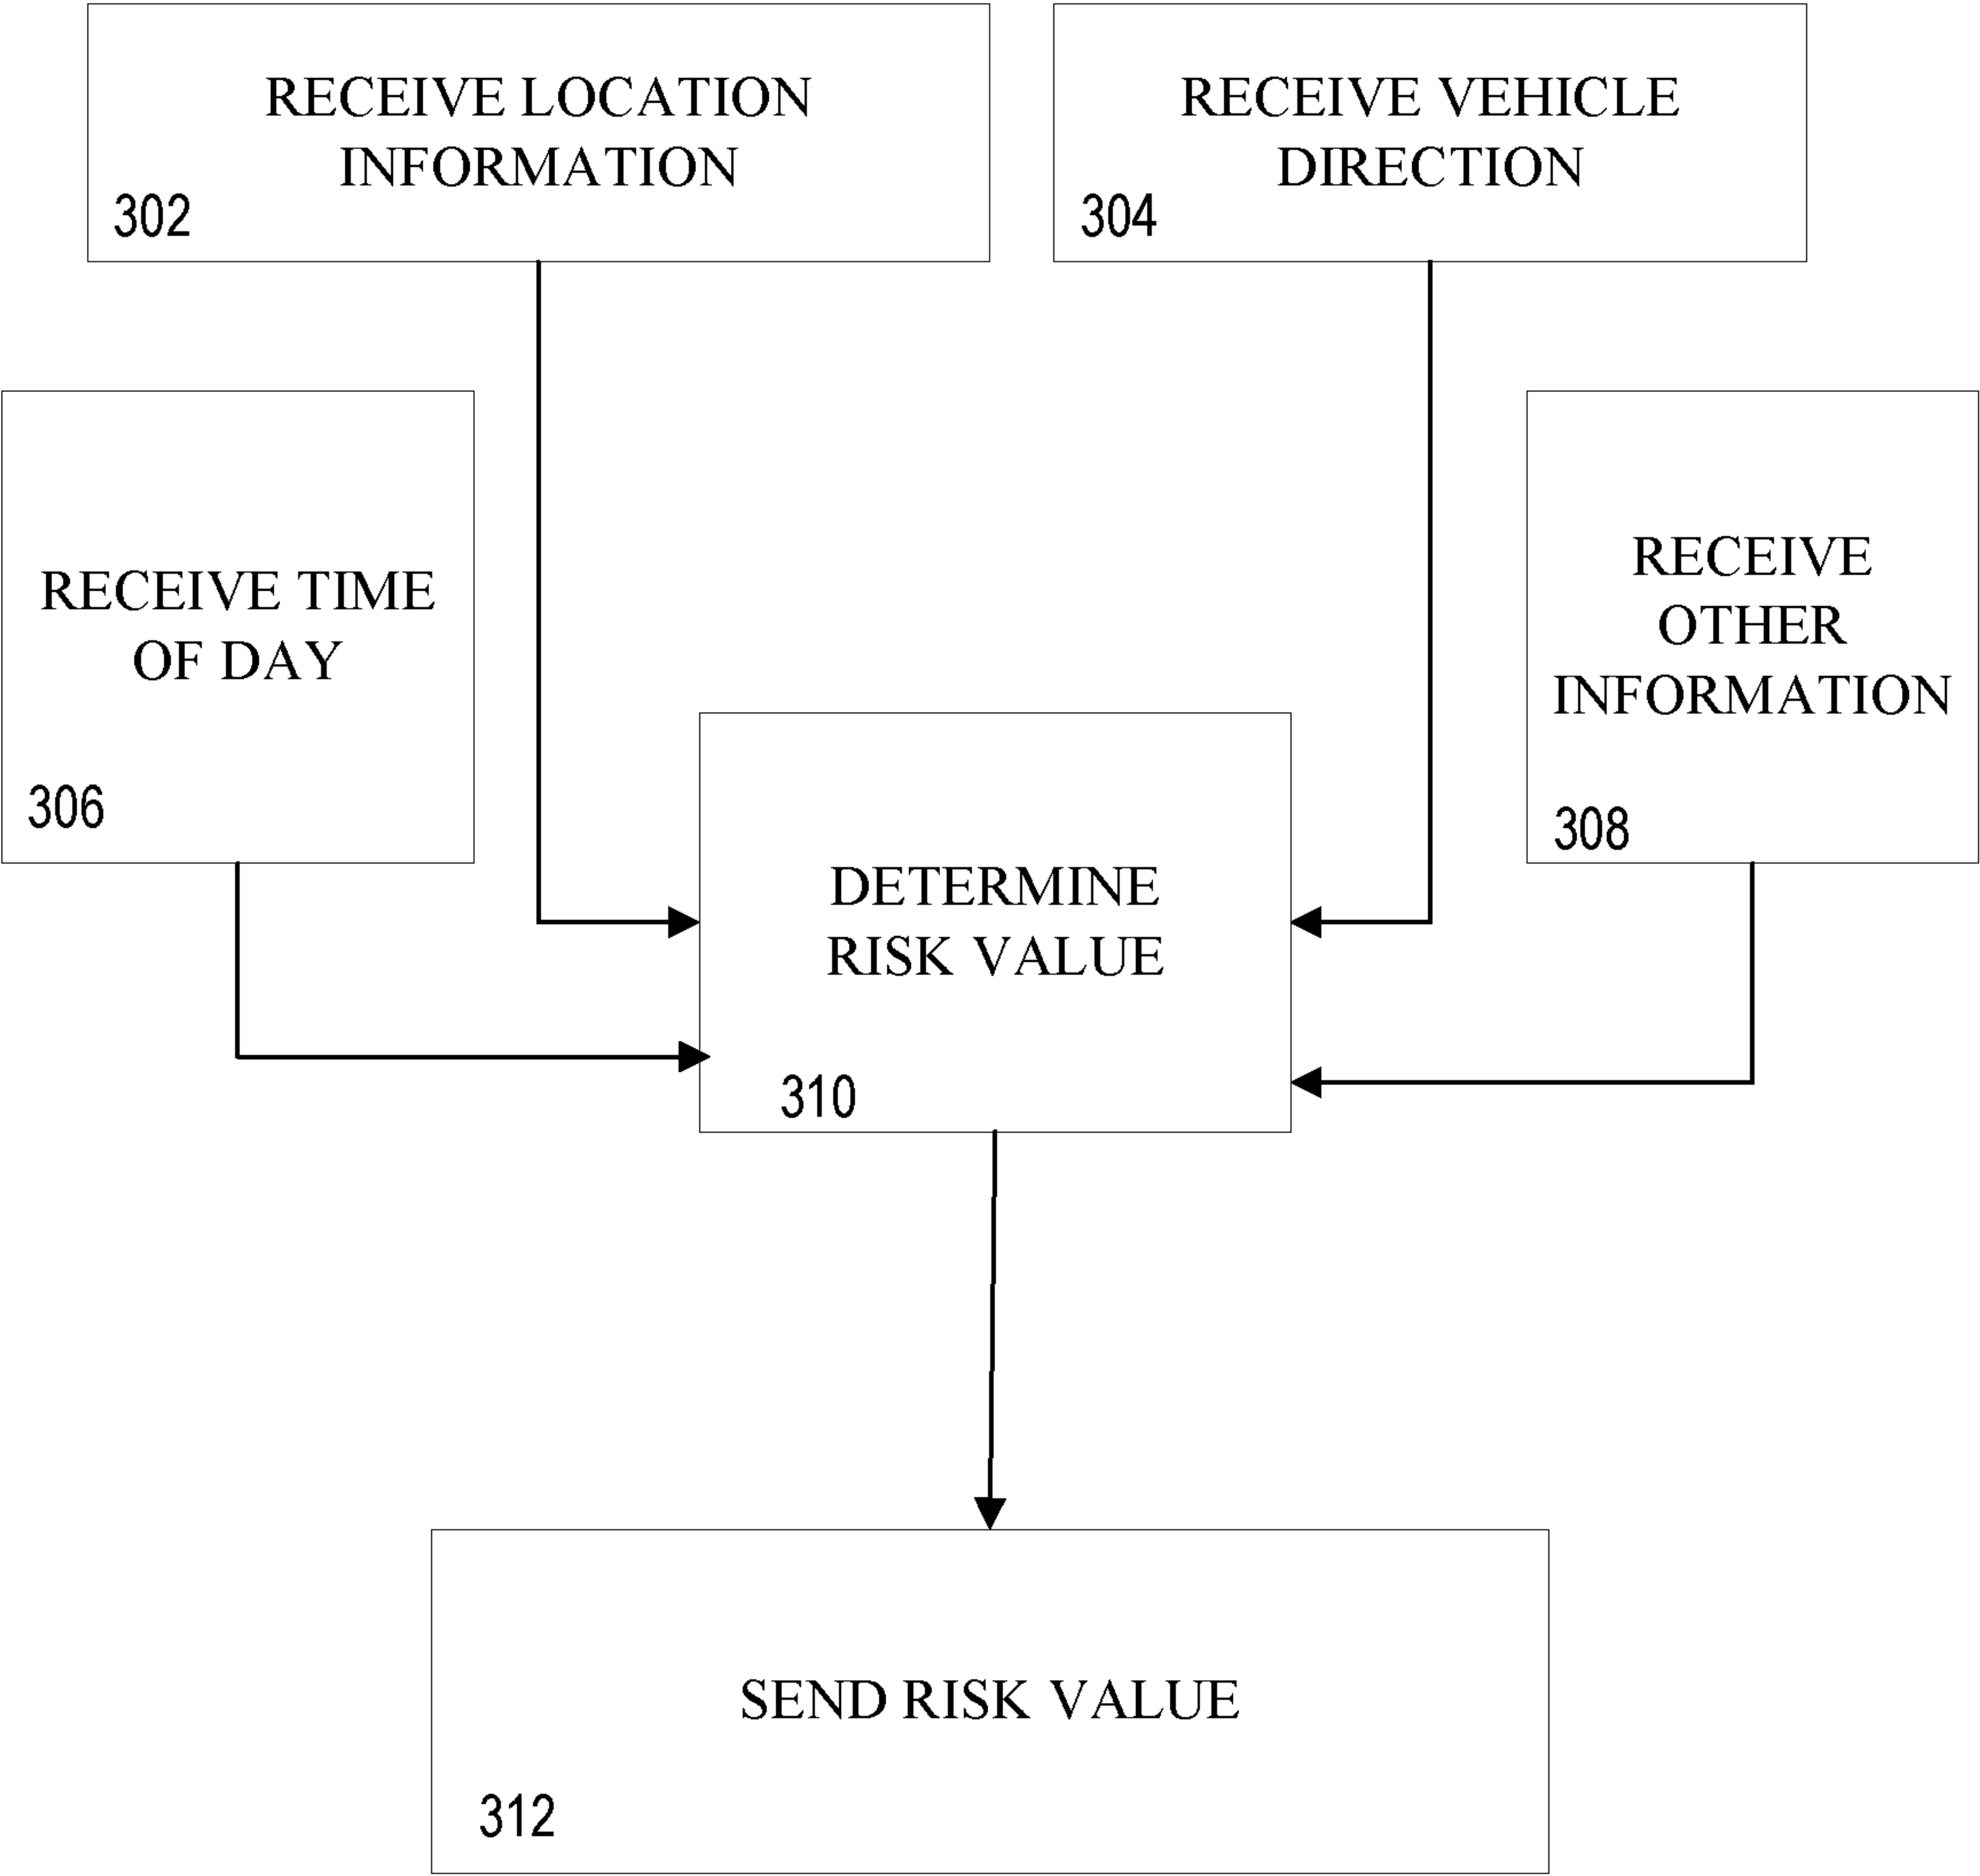 RECEIVE LOCATION
INFORMATION
302
RECEIVE VEHICLE
DIRECTION
304
RECEIVE TIME
OF DAY
306
RECEIVE
OTHER
INFORMATION
308
DETERMINE
RISK VALUE
310
SEND RISK VALUE
312